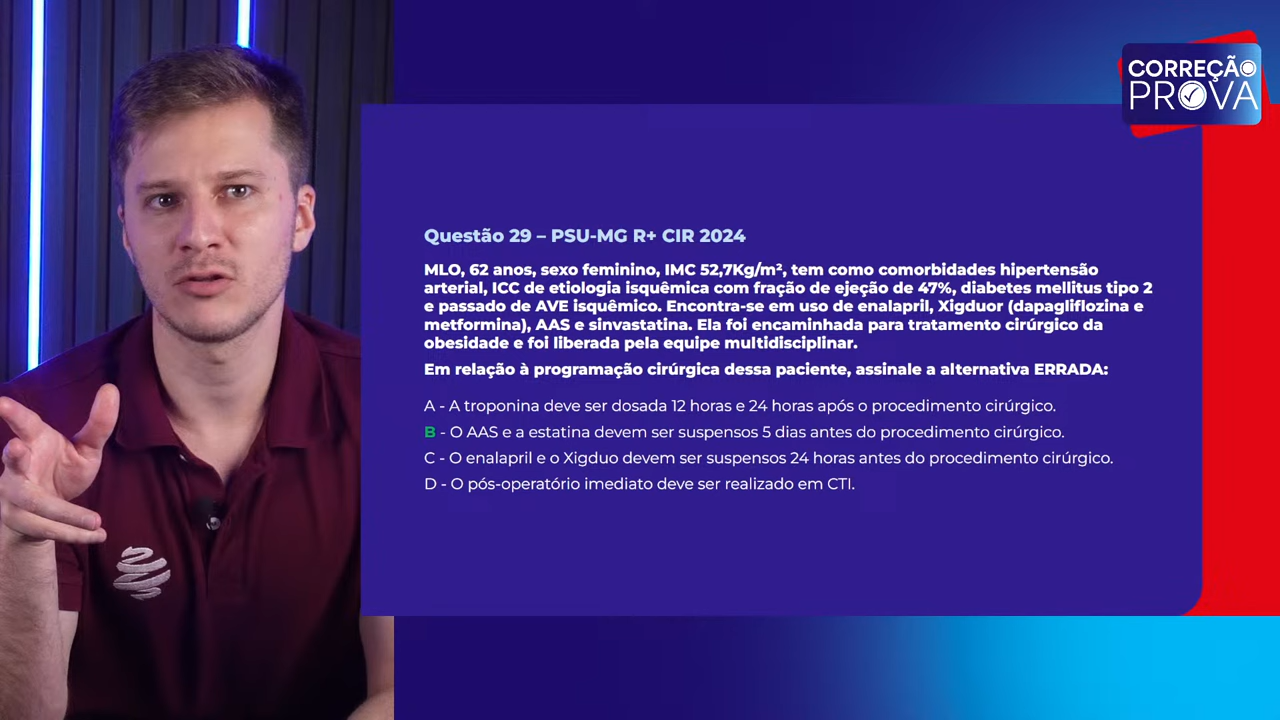 CORREÇÃO
PROVA
Questão 29 – PSU-MG R+ CIR 2024
MLO, 62 anos, sexo feminino, IMC 52,7Kg/m², tem como comorbidades hipertensão
arterial, ICC de etiologia isquêmica com fração de ejeção de 47%, diabetes mellitus tipo 2
e passado de AVE isquêmico. Encontra-se em uso de enalapril, Xigduor (dapagliflozina e
metformina), AAS e sinvastatina. Ela foi encaminhada para tratamento cirúrgico da
obesidade e foi liberada pela equipe multidisciplinar.
Em relação à programação cirúrgica dessa paciente, assinale a alternativa ERRADA:
A - A troponina deve ser dosada 12 horas e 24 horas após o procedimento cirúrgico.
B - O AAS e a estatina devem ser suspensos 5 dias antes do procedimento cirúrgico.
C - O enalapril e o Xigduo devem ser suspensos 24 horas antes do procedimento cirúrgico.
D - O pós-operatório imediato deve ser realizado em CTI.